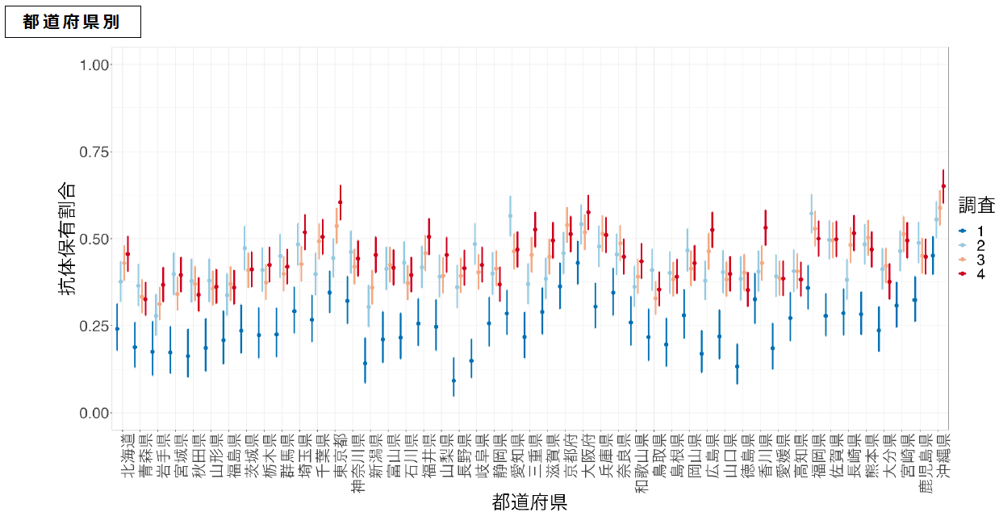 都道府県別
1.00
0.75
0.50
0.25
0.00
抗体保有割合
調査
1
2
3
4
北海道
青森県
岩手県
宮城県
秋田県
山形県
福島県
茨城県
栃木県
群馬県
埼玉県
千葉県
東京都
神奈川県
新潟県
富山県
石川県
福井県
山梨県
長野県
岐阜県
静岡県
愛知県
三重県
滋賀県
京都府
大阪府
兵庫県
奈良県
和歌山県
鳥取県
島根県
岡山県
広島県
山口県
徳島県
香川県
愛媛県
高知県
福岡県
佐賀県
長崎県
熊本県
大分県
宮崎県
鹿児島県
沖縄県
都道府県